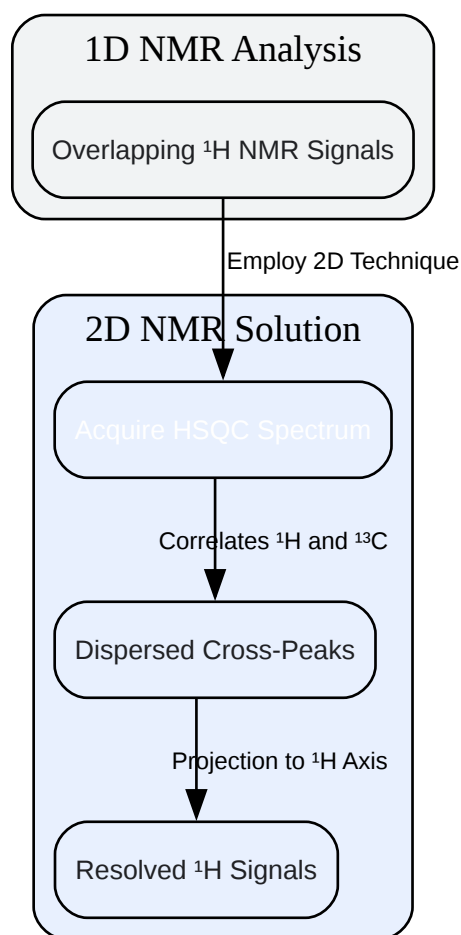 1D NMR Analysis
Overlapping ¹H NMR Signals
Employ 2D Technique
2D NMR Solution
Acquire HSQC Spectrum
Correlates ¹H and ¹³C
Dispersed Cross-Peaks
Projection to ¹H Axis
Resolved ¹H Signals